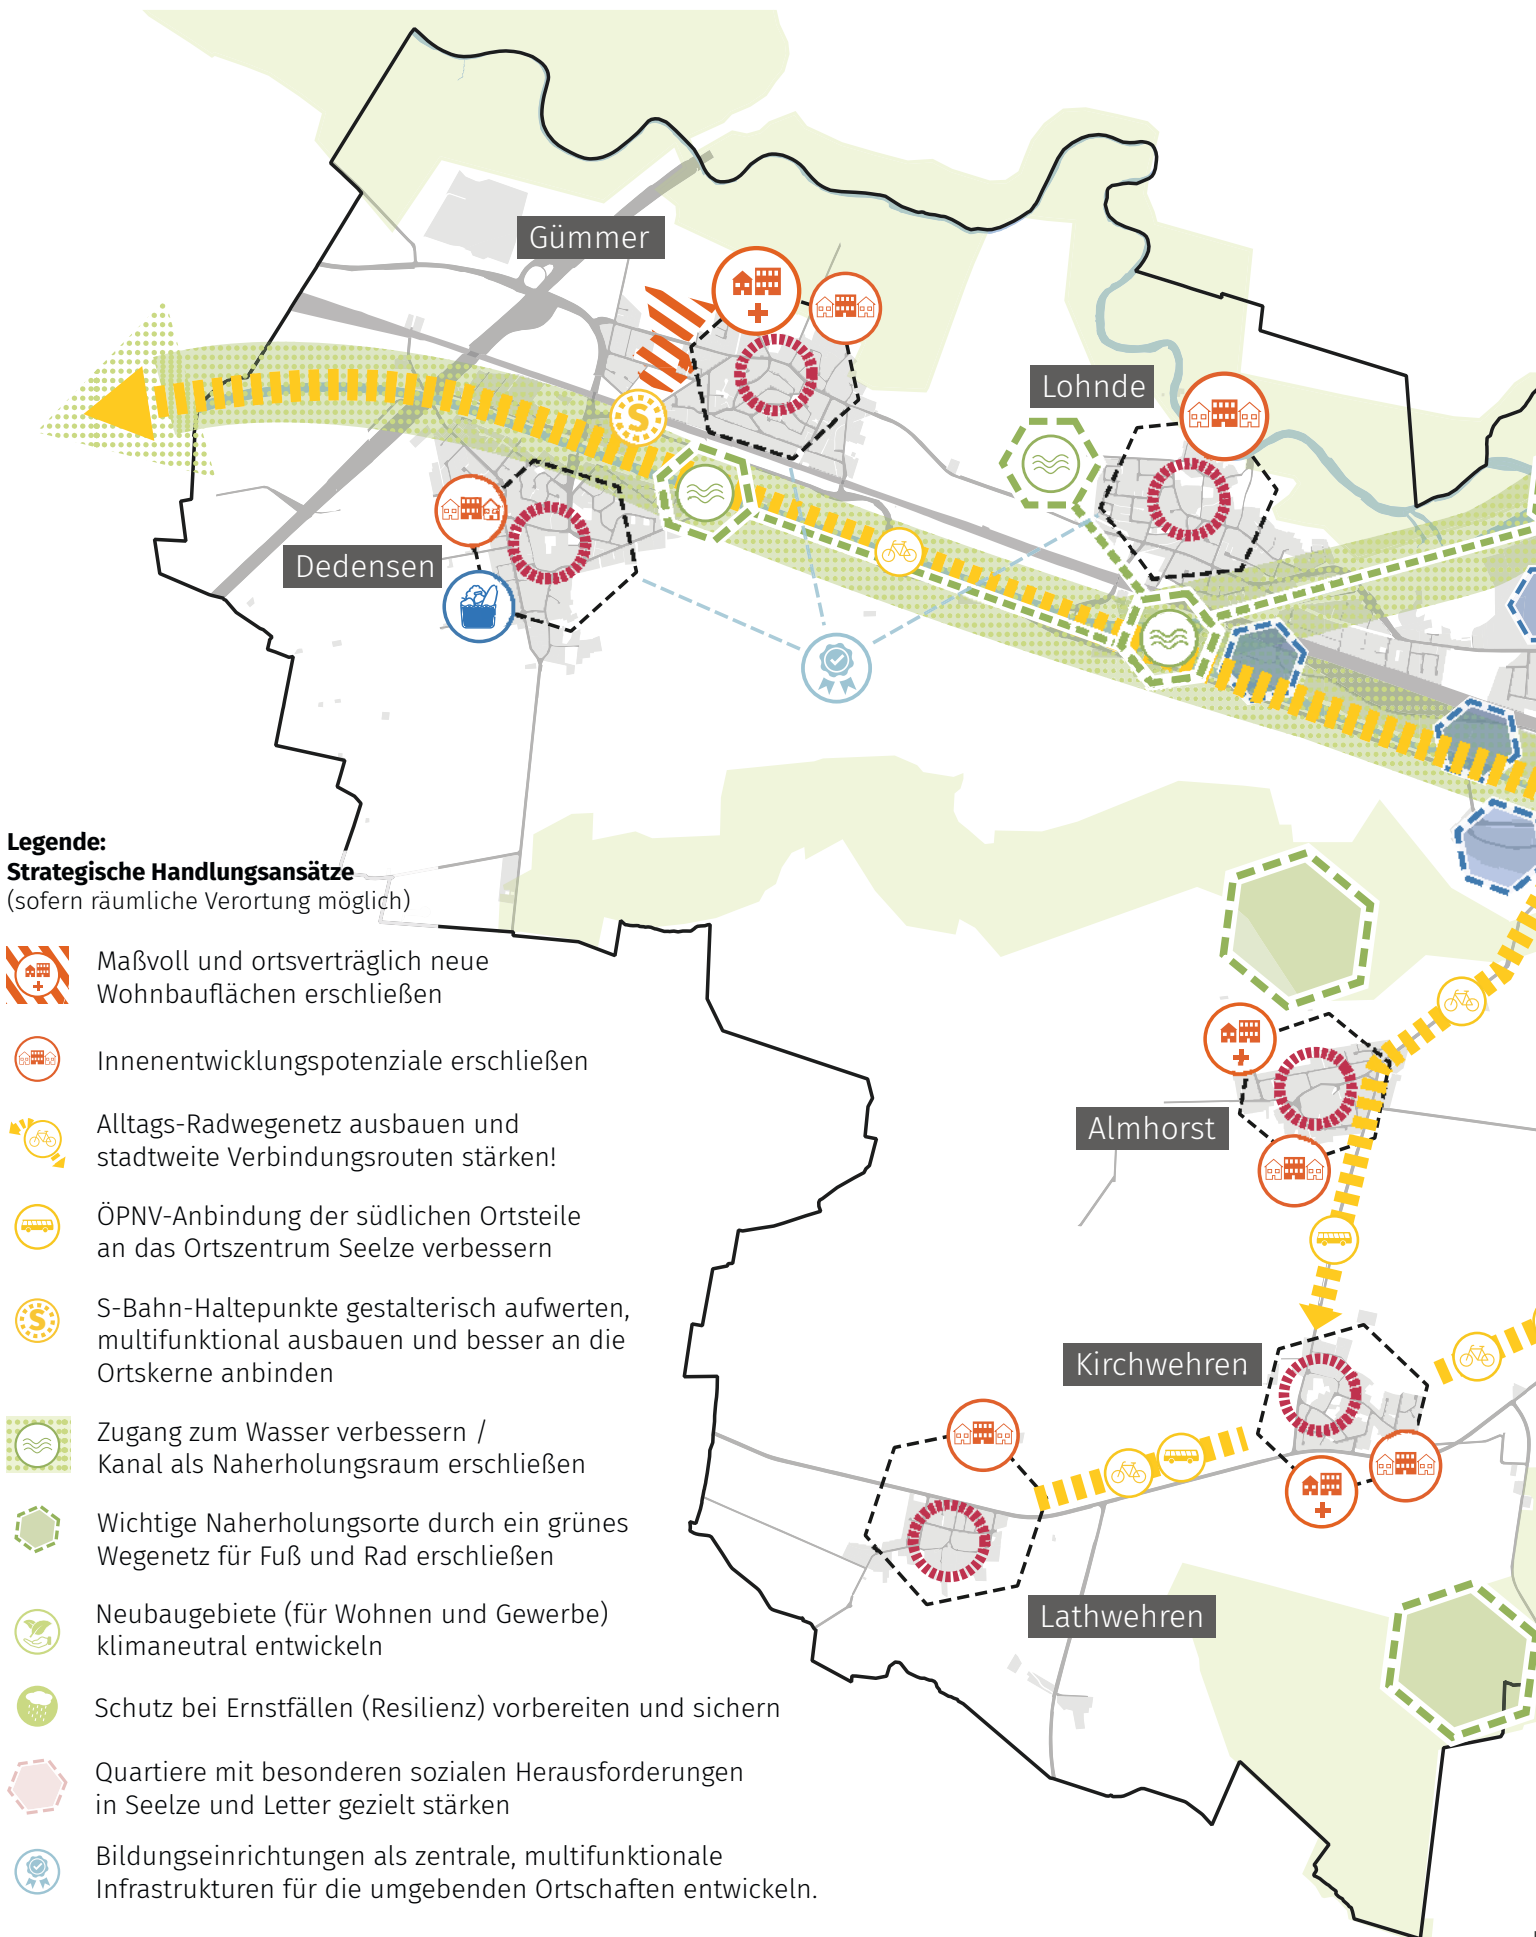 Gümmer
Lohnde
S
Dedensen
Legende:
Strategische Handlungsansätze
(sofern räumliche Verortung möglich)
Maßvoll und ortsverträglich neue
Wohnbauflächen erschließen
Innenentwicklungspotenziale erschließen
Alltags-Radwegenetz ausbauen und
stadtweite Verbindungsrouten stärken!
ÖPNV-Anbindung der südlichen Ortsteile
an das Ortszentrum Seelze verbessern
S
S-Bahn-Haltepunkte gestalterisch aufwerten,
multifunktional ausbauen und besser an die
Ortskerne anbinden
Zugang zum Wasser verbessern /
Kanal als Naherholungsraum erschließen
Wichtige Naherholungsorte durch ein grünes
Wegenetz für Fuß und Rad erschließen
Neubaugebiete (für Wohnen und Gewerbe)
klimaneutral entwickeln
Schutz bei Ernstfällen (Resilienz) vorbereiten und sichern
Quartiere mit besonderen sozialen Herausforderungen
in Seelze und Letter gezielt stärken
Bildungseinrichtungen als zentrale, multifunktionale
Infrastrukturen für die umgebenden Ortschaften entwickeln.
Almhorst
Kirchwehren
Lathwehren